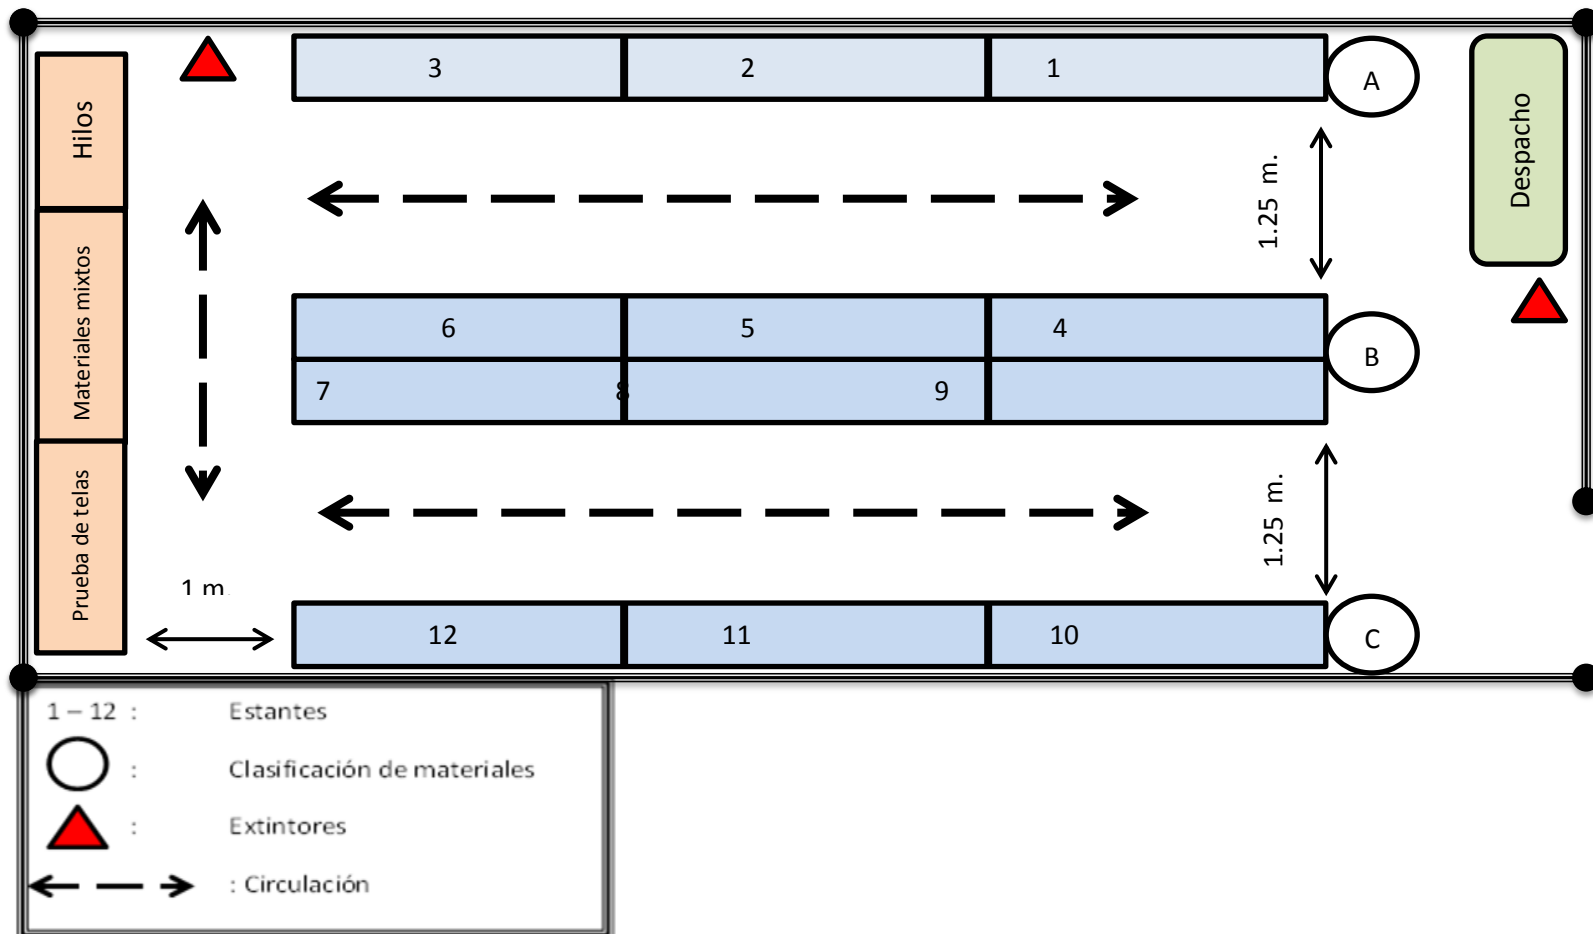 3 2 1
A
Hilos
Despacho
1.25 m.
Materiales mixtos
6 5 4
B
7 8 9
Prueba de telas
1.25 m.
1 m.
12 11 10
C
1 – 12 : Estantes
: Clasificación de materiales
: Extintores
: Circulación